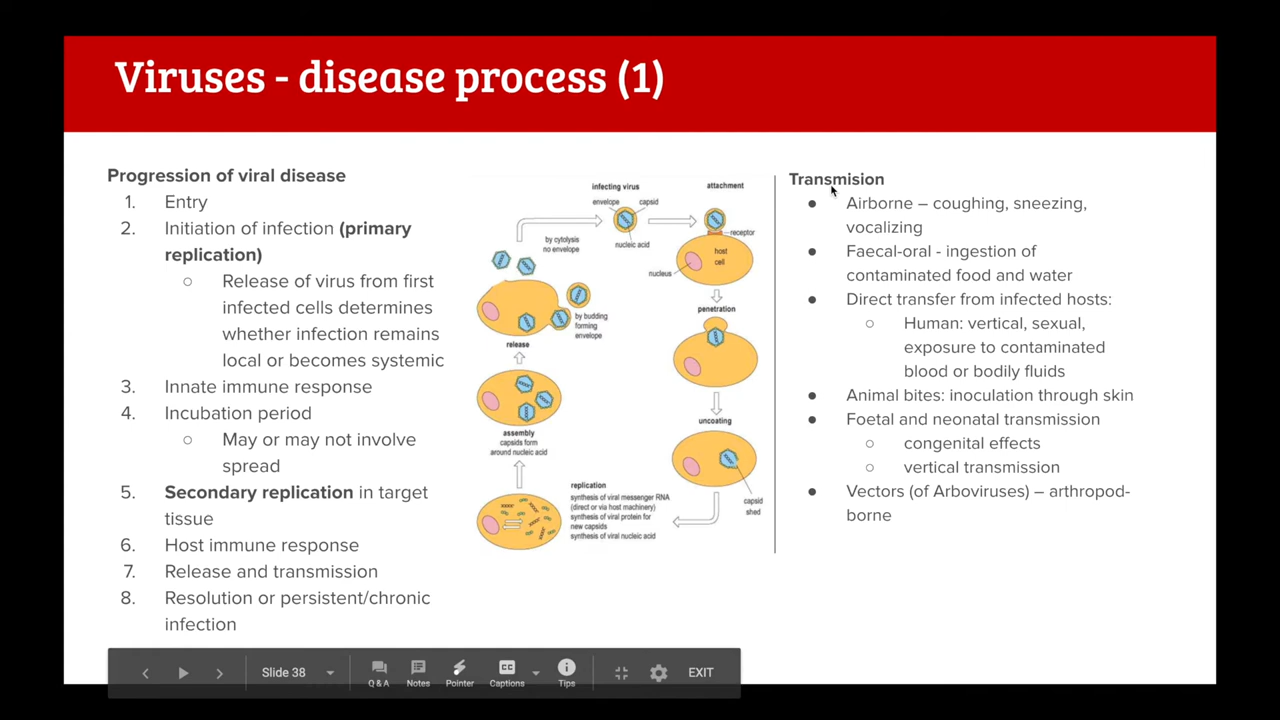 Viruses - disease process (1)
Progression of viral disease
1. Entry
2. Initiation of infection (primary
replication)
○ Release of virus from first
infected cells determines
whether infection remains
local or becomes systemic
3. Innate immune response
4. Incubation period
○ May or may not involve
spread
5. Secondary replication in target
tissue
6. Host immune response
7. Release and transmission
8. Resolution or persistent/chronic
infection
infecting virus
envelope
capsid
nucleic acid
attachment
receptor
host
cell
nucleus
penetration
uncoating
capsid
shed
replication
synthesis of viral messenger RNA
(direct or via host machinery)
synthesis of viral protein for
new capsids
synthesis of viral nucleic acid
assembly
capsids form
around nucleic acid
release
by budding
forming
envelope
by cytolysis
no envelope
Transmision
● Airborne – coughing, sneezing,
vocalizing
● Faecal-oral - ingestion of
contaminated food and water
● Direct transfer from infected hosts:
○ Human: vertical, sexual,
exposure to contaminated
blood or bodily fluids
● Animal bites: inoculation through skin
● Foetal and neonatal transmission
○ congenital effects
○ vertical transmission
● Vectors (of Arboviruses) – arthropod-
borne
Slide 38
Q & A
Notes
Pointer
Captions
Tips
EXIT